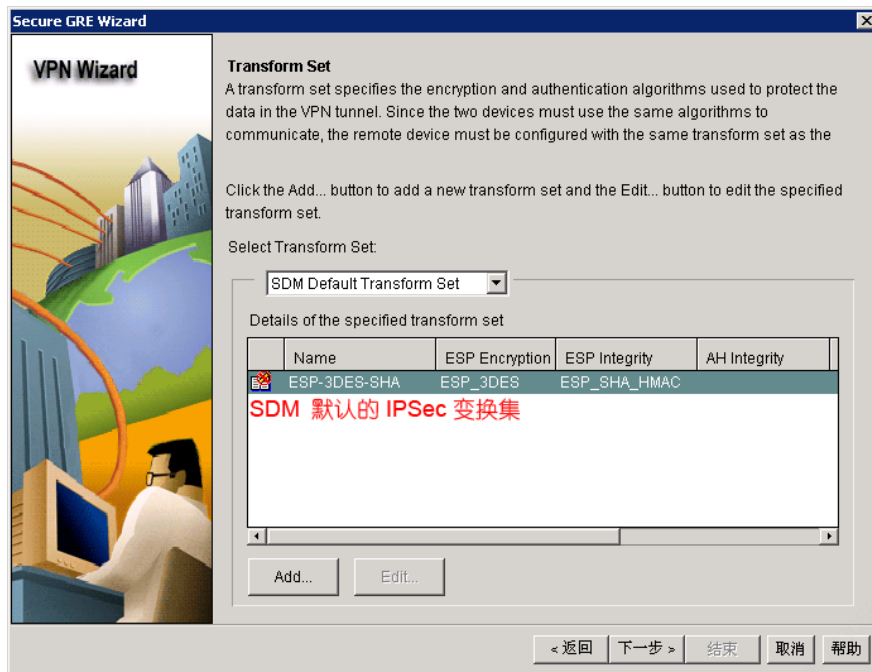 Secure GRE Wizard
VPN Wizard
Transform Set
A transform set specifies the encryption and authentication algorithms used to protect the
data in the VPN tunnel. Since the two devices must use the same algorithms to
communicate, the remote device must be configured with the same transform set as the
Click the Add... button to add a new transform set and the Edit... button to edit the specified
transform set.
Select Transform Set:
SDM Default Transform Set
Details of the specified transform set
Name ESP Encryption ESP Integrity AH Integrity
ESP-3DES-SHA ESP_3DES ESP_SHA_HMAC
SDM 默认的 IPSec 变换集
Add... Edit...
< 返回 下一步 > 结束 取消 帮助